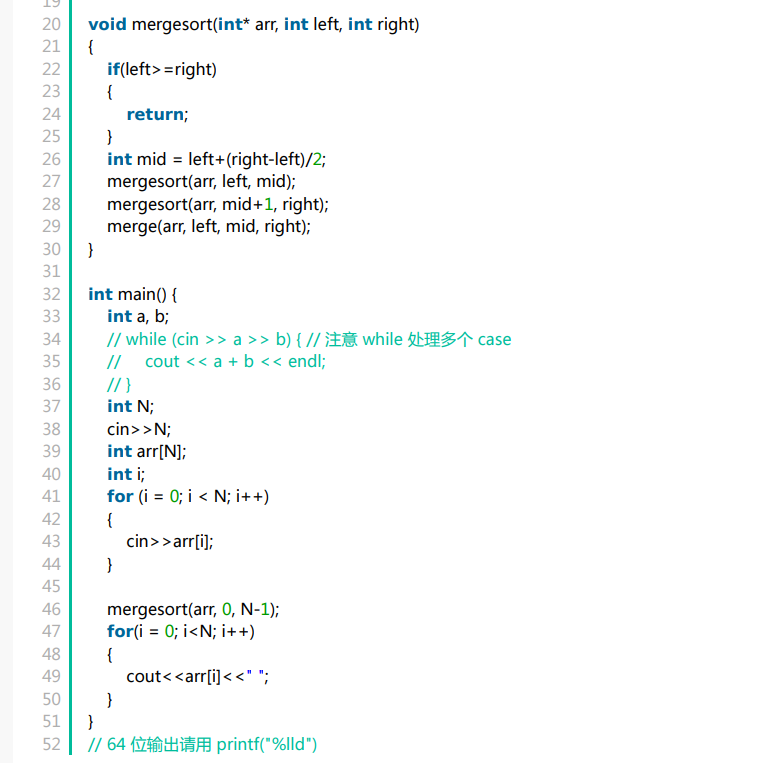 19
20 void mergesort(int* arr, int left, int right)
21 {
22 if(left>=right)
23 {
24 return;
25 }
26 int mid = left+(right-left)/2;
27 mergesort(arr, left, mid);
28 mergesort(arr, mid+1, right);
29 merge(arr, left, mid, right);
30 }
31
32 int main() {
33 int a, b;
34 // while (cin >> a >> b) { // 注意 while 处理多个 case
35 // cout << a + b << endl;
36 // }
37 int N;
38 cin>>N;
39 int arr[N];
40 int i;
41 for (i = 0; i < N; i++)
42 {
43 cin>>arr[i];
44 }
45
46 mergesort(arr, 0, N-1);
47 for(i = 0; i<N; i++)
48 {
49 cout<<arr[i]<<" ";
50 }
51 }
52 // 64 位输出请用 printf("%lld")